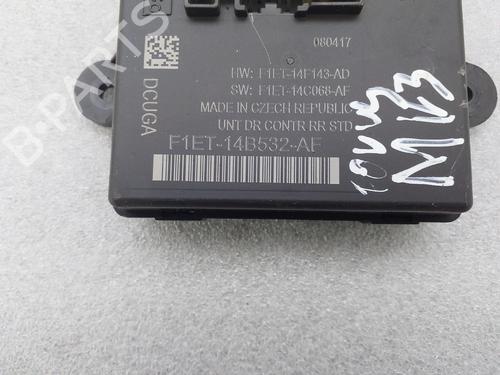 080417
HW: F1ET-14F143-AD
SW: F1ET-14C068-AF
MADE IN CZECH REPUBLIC
UNT DR CONTR RR STD
F1ET-14B532-AF
DCUGA
MK3
B-PARTS